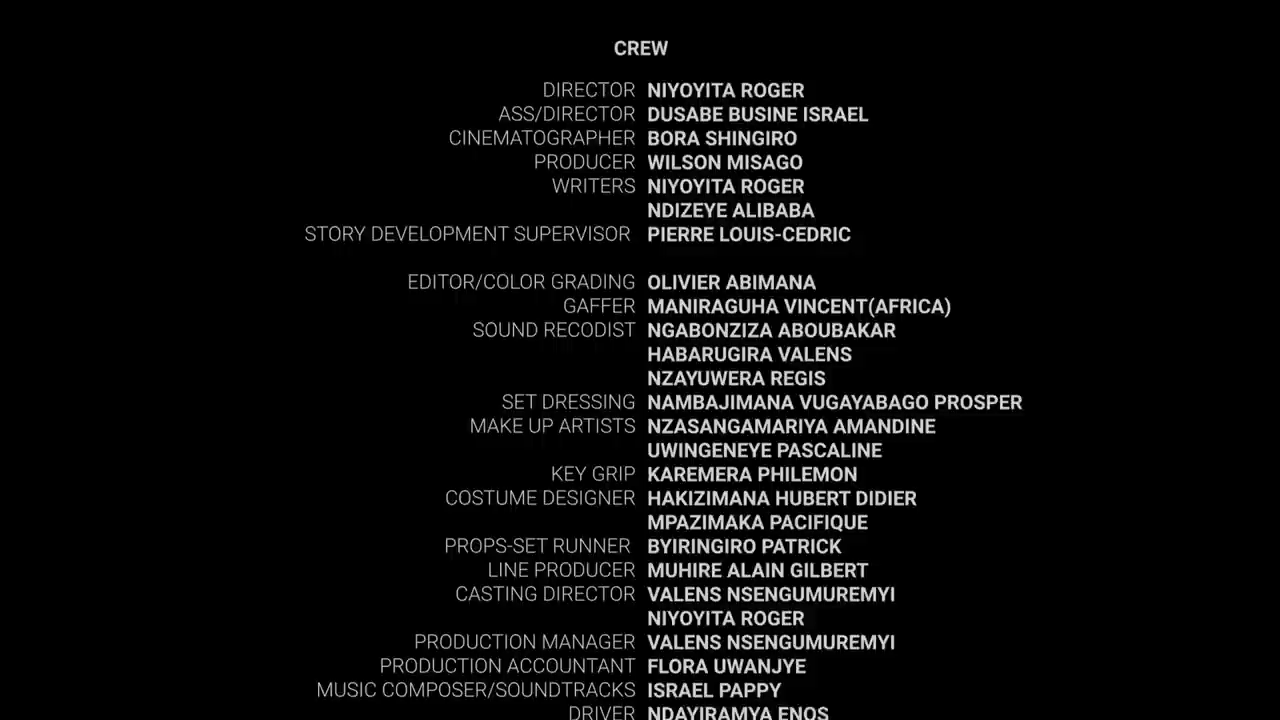 CREW
DIRECTOR NIYOYITA ROGER
ASS/DIRECTOR DUSABE BUSINE ISRAEL
CINEMATOGRAPHER BORA SHINGIRO
PRODUCER WILSON MISAGO
WRITERS NIYOYITA ROGER
NDIZEYE ALIBABA
STORY DEVELOPMENT SUPERVISOR PIERRE LOUIS-CEDRIC
EDITOR/COLOR GRADING OLIVIER ABIMANA
GAFFER MANIRAGUHA VINCENT(AFRICA)
SOUND RECODIST NGABONZIZA ABOUBAKAR
HABARUGIRA VALENS
NZAYUWERA REGIS
SET DRESSING NAMBAJIMANA VUGAYABAGO PROSPER
MAKE UP ARTISTS NZASANGAMARIYA AMANDINE
UWINGENEYE PASCALINE
KEY GRIP KAREMERA PHILEMON
COSTUME DESIGNER HAKIZIMANA HUBERT DIDIER
MPAZIMAKA PACIFIQUE
PROPS-SET RUNNER BYIRINGIRO PATRICK
LINE PRODUCER MUHIRE ALAIN GILBERT
CASTING DIRECTOR VALENS NSENGUMUREMYI
NIYOYITA ROGER
PRODUCTION MANAGER VALENS NSENGUMUREMYI
PRODUCTION ACCOUNTANT FLORA UWANJYE
MUSIC COMPOSER/SOUNDTRACKS ISRAEL PAPPY
DRIVER NDAYIRAMYA ENOS